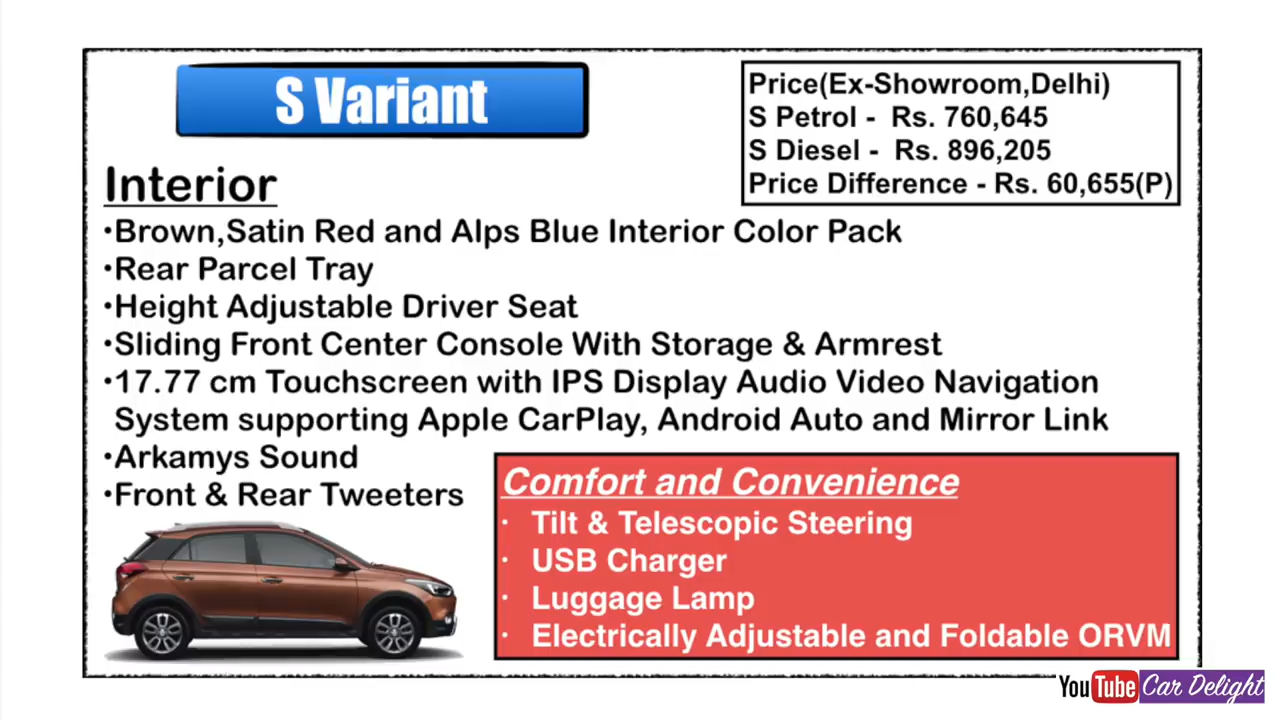 S Variant
Price(Ex-Showroom,Delhi)
S Petrol - Rs. 760,645
S Diesel - Rs. 896,205
Price Difference - Rs. 60,655(P)
Interior
•Brown,Satin Red and Alps Blue Interior Color Pack
•Rear Parcel Tray
•Height Adjustable Driver Seat
•Sliding Front Center Console With Storage & Armrest
•17.77 cm Touchscreen with IPS Display Audio Video Navigation
System supporting Apple CarPlay, Android Auto and Mirror Link
•Arkamys Sound
•Front & Rear Tweeters
Comfort and Convenience
· Tilt & Telescopic Steering
· USB Charger
· Luggage Lamp
· Electrically Adjustable and Foldable ORVM
YouTube Car Delight